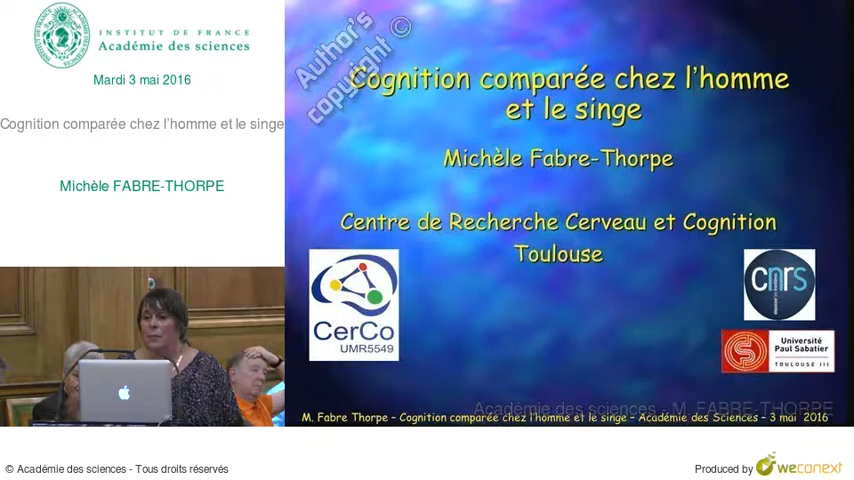 INSTITUT DE FRANCE
Académie des sciences
Mardi 3 mai 2016
Cognition comparée chez l'homme et le singe
Michèle FABRE-THORPE
Author's
copyright ©
Cognition comparée chez l'homme
et le singe
Michèle Fabre-Thorpe
Centre de Recherche Cerveau et Cognition
Toulouse
CerCo
UMR5549
cnrs
Université
Paul Sabatier
TOULOUSE III
Académie des sciences - M. FABRE-THORPE
M. Fabre Thorpe – Cognition comparée chez l'homme et le singe – Académie des Sciences – 3 mai 2016
© Académie des sciences - Tous droits réservés
Produced by weconext